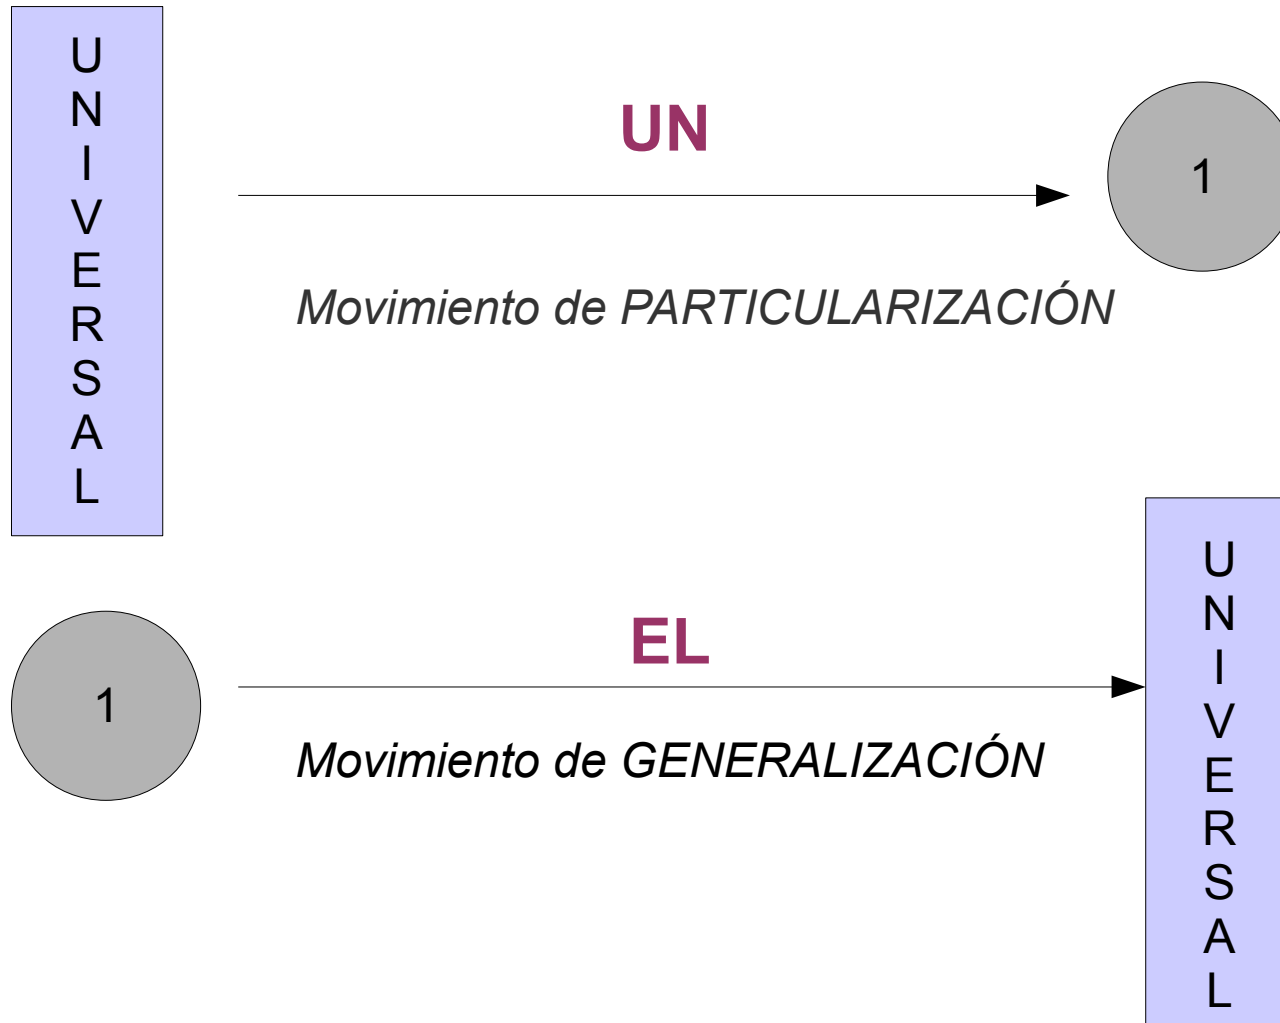 UNIVERSAL
UN
1
Movimiento de PARTICULARIZACIÓN
1
EL
Movimiento de GENERALIZACIÓN
UNIVERSAL